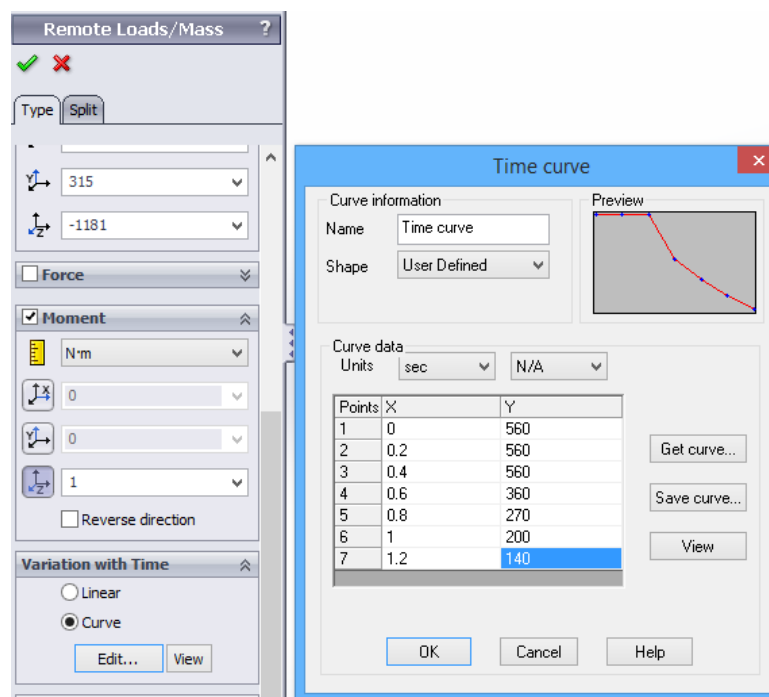 Remote Loads/Mass ?
Type Split
Y 315
Z -1181
Force
Moment
N·m
X 0
Y 0
Z 1
Reverse direction
Variation with Time
Linear
Curve
Edit... View
Time curve
Curve information
Name Time curve
Shape User Defined
Preview
Curve data
Units sec N/A
Points X Y
1 0 560
2 0.2 560
3 0.4 560
4 0.6 360
5 0.8 270
6 1 200
7 1.2 140
Get curve...
Save curve...
View
OK Cancel Help